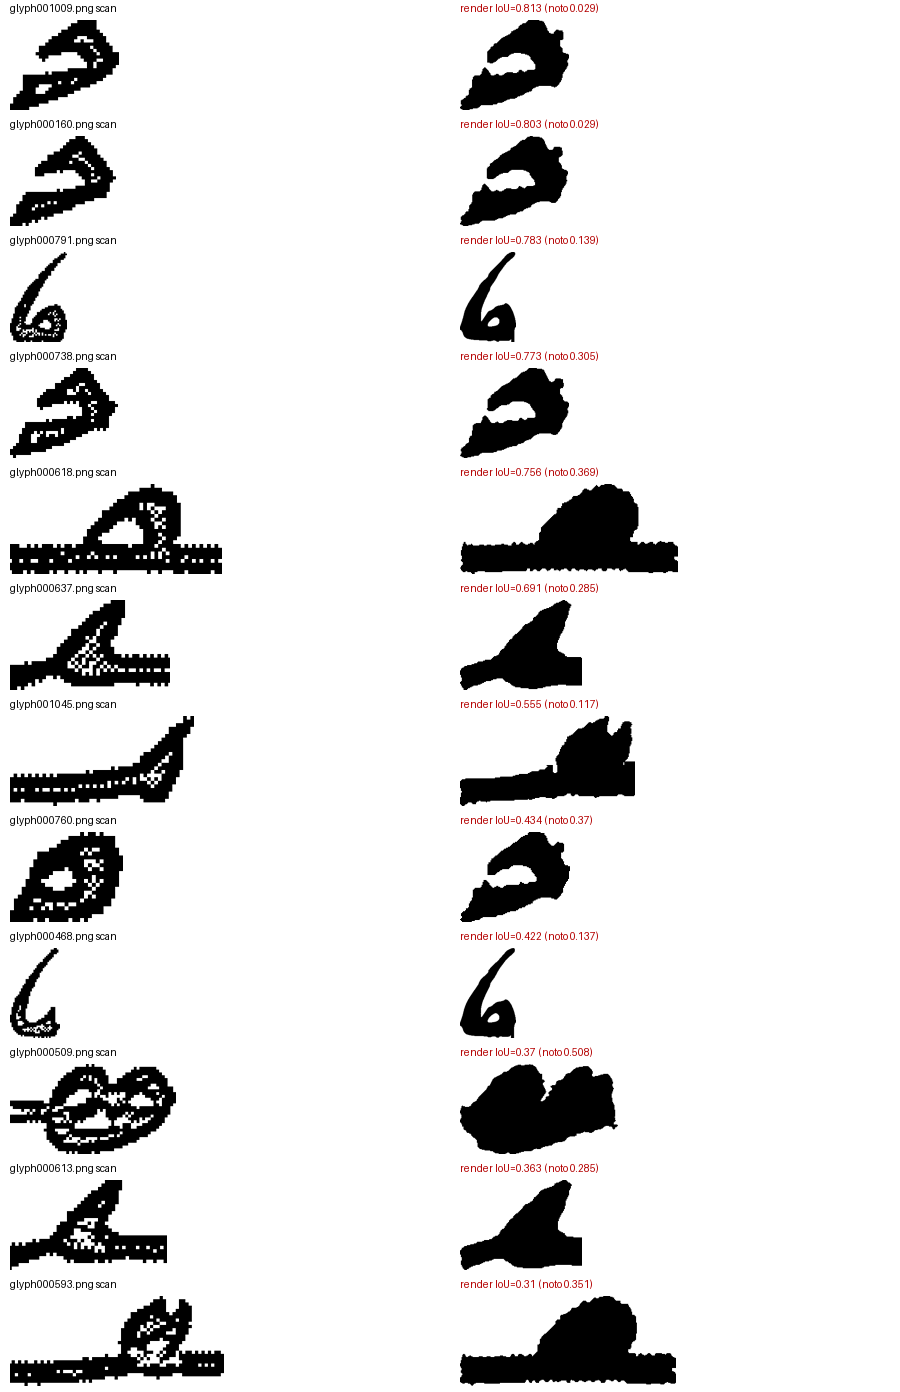 glyph001009.png scan render IoU=0.813 (noto 0.029)
glyph000160.png scan render IoU=0.803 (noto 0.029)
glyph000791.png scan render IoU=0.783 (noto 0.139)
glyph000738.png scan render IoU=0.773 (noto 0.305)
glyph000618.png scan render IoU=0.756 (noto 0.369)
glyph000637.png scan render IoU=0.691 (noto 0.285)
glyph001045.png scan render IoU=0.555 (noto 0.117)
glyph000760.png scan render IoU=0.434 (noto 0.37)
glyph000468.png scan render IoU=0.422 (noto 0.137)
glyph000509.png scan render IoU=0.37 (noto 0.508)
glyph000613.png scan render IoU=0.363 (noto 0.285)
glyph000593.png scan render IoU=0.31 (noto 0.351)